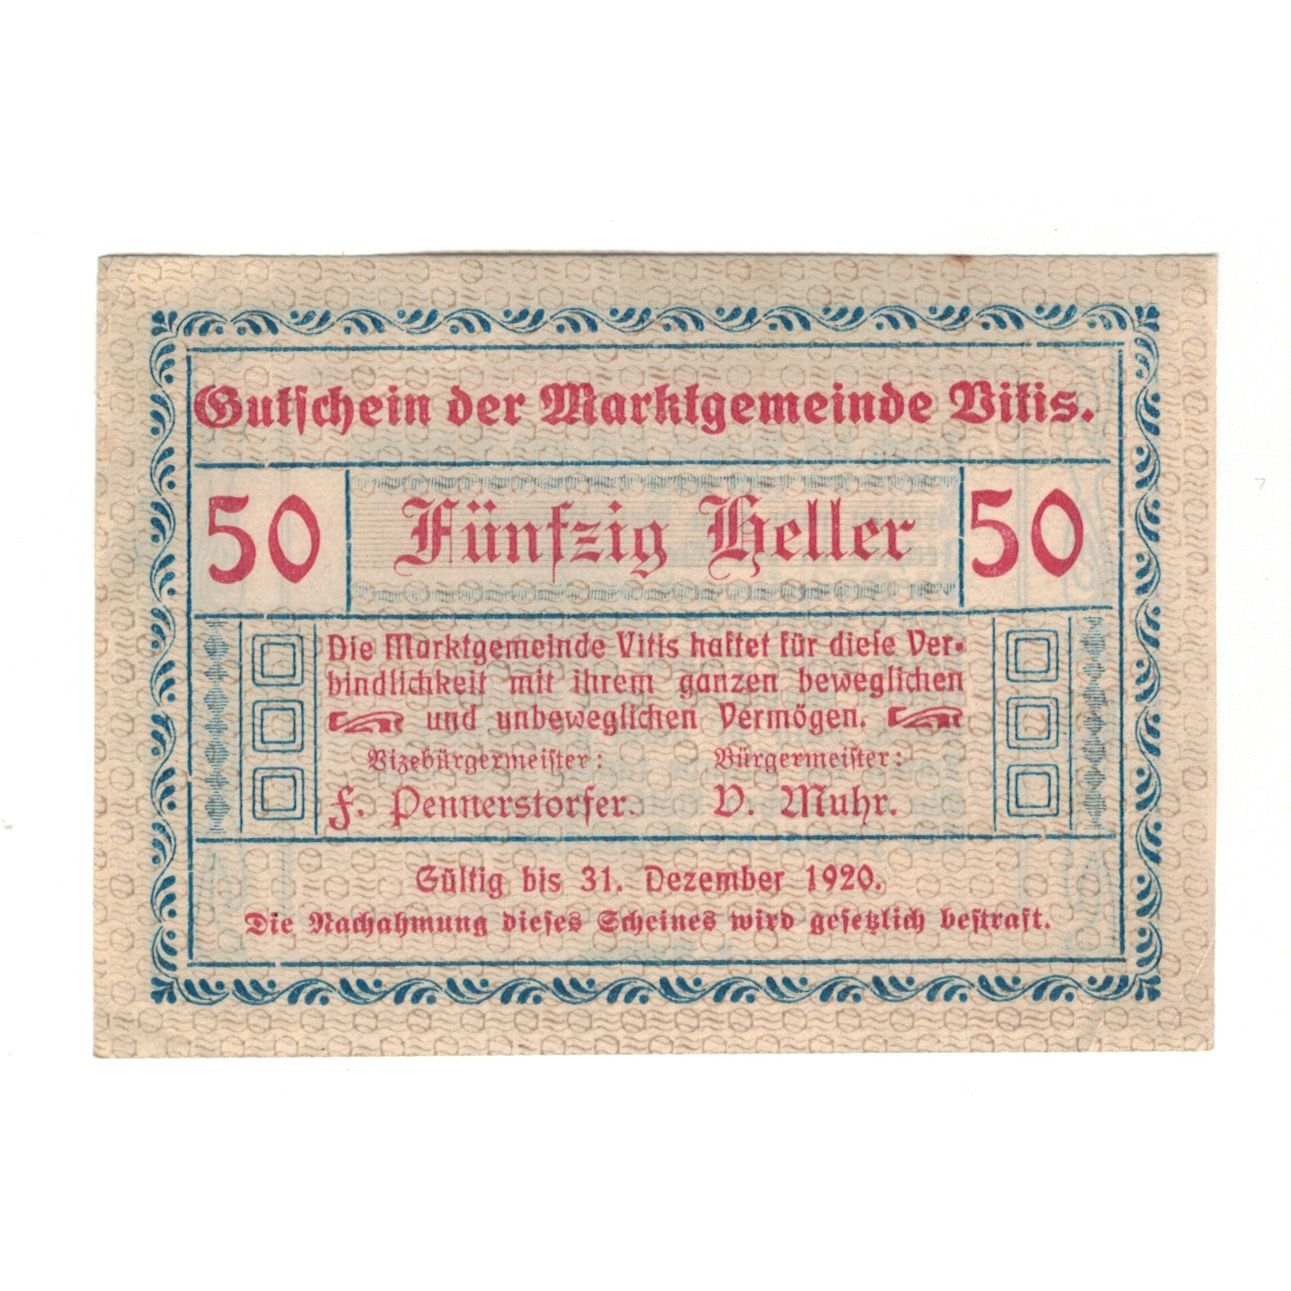 Gutschein der Marktgemeinde Vitis.
50 Fünfzig Heller 50
Die Marktgemeinde Vitis haftet für diese Ver-
bindlichkeit mit ihrem ganzen beweglichen
und unbeweglichen Vermögen.
Vizebürgermeister: Bürgermeister:
F. Pennerstorfer. V. Muhr.
Gültig bis 31. Dezember 1920.
Die Nachahmung dieses Scheines wird gesetzlich bestraft.